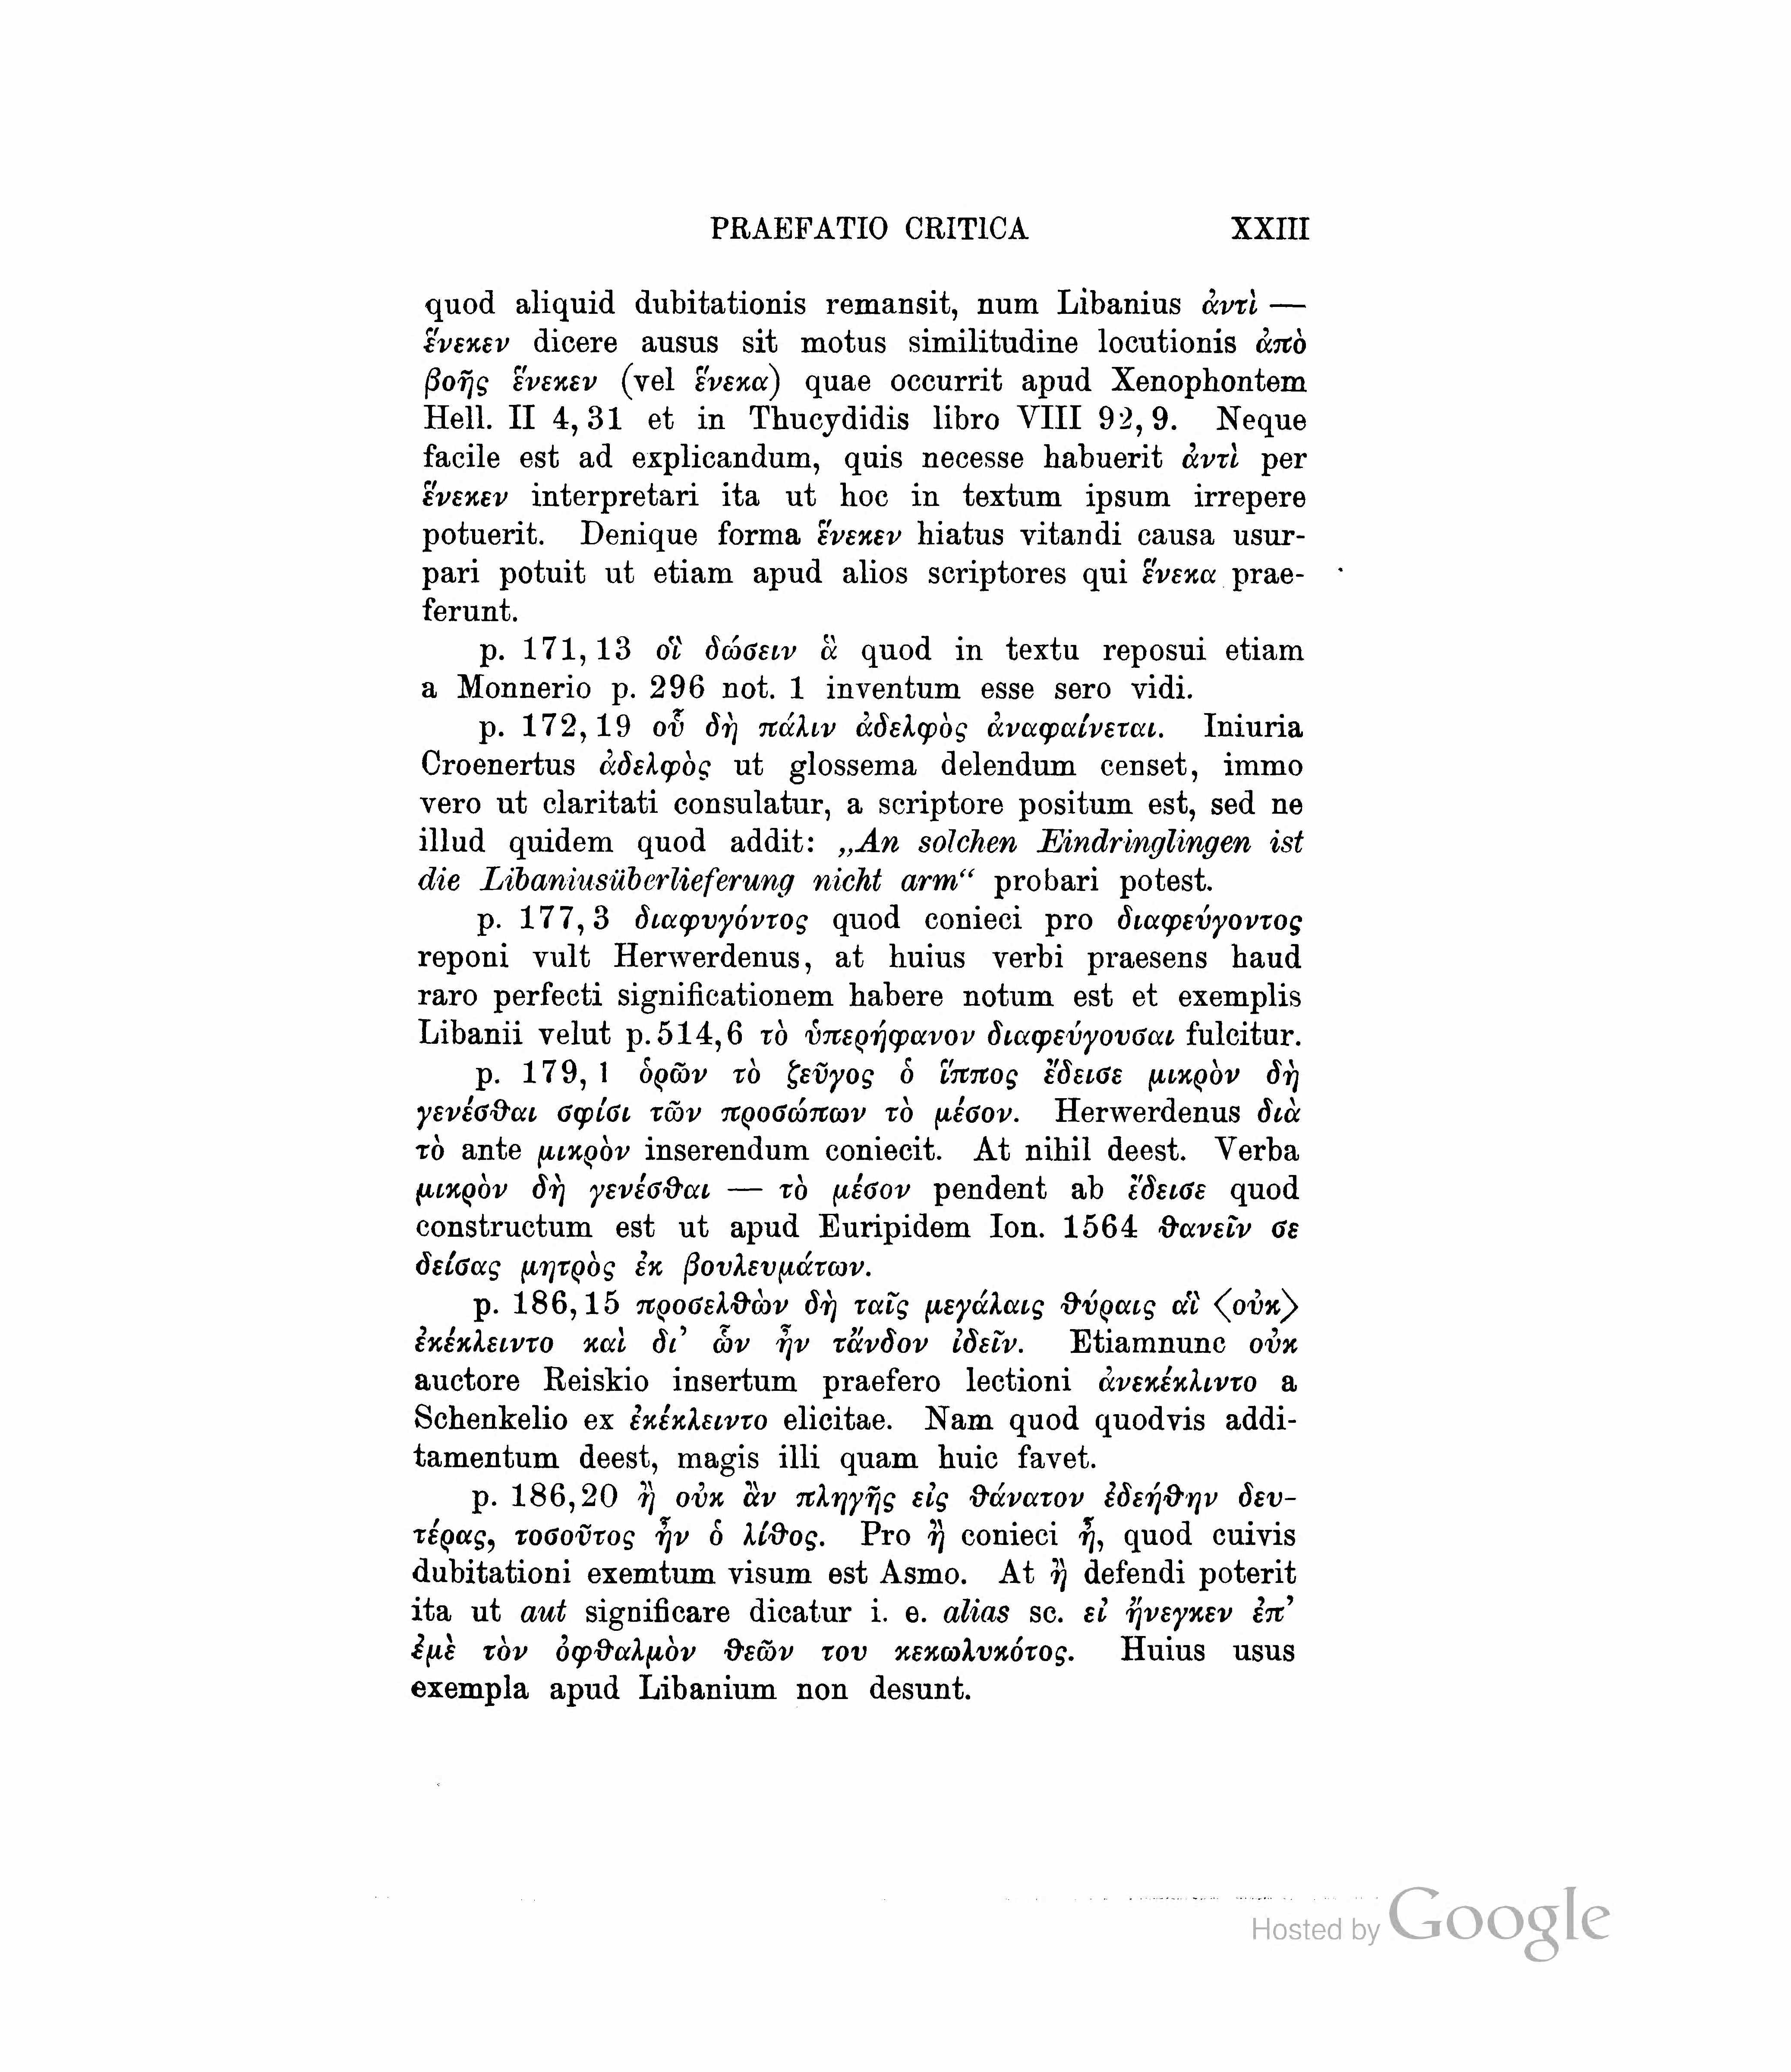 PRAEFATIO CRITICA XXIII
quod aliquid dubitationis remansit, num Libanius ἀντὶ —
ἕνεκεν dicere ausus sit motus similitudine locutionis ἀπὸ
βοῆς ἕνεκεν (vel ἕνεκα) quae occurrit apud Xenophontem
Hell. II 4, 31 et in Thucydidis libro VIII 92, 9. Neque
facile est ad explicandum, quis necesse habuerit ἀντὶ per
ἕνεκεν interpretari ita ut hoc in textum ipsum irrepere
potuerit. Denique forma ἕνεκεν hiatus vitandi causa usur-
pari potuit ut etiam apud alios scriptores qui ἕνεκα prae-
ferunt.
p. 171, 13 οἳ δώσειν ἃ quod in textu reposui etiam
a Monnerio p. 296 not. 1 inventum esse sero vidi.
p. 172, 19 οὗ δὴ πάλιν ἀδελφὸς ἀναφαίνεται. Iniuria
Croenertus ἀδελφὸς ut glossema delendum censet, immo
vero ut claritati consulatur, a scriptore positum est, sed ne
illud quidem quod addit: „An solchen Eindringlingen ist
die Libaniusüberlieferung nicht arm“ probari potest.
p. 177, 3 διαφυγόντος quod conieci pro διαφεύγοντος
reponi vult Herwerdenus, at huius verbi praesens haud
raro perfecti significationem habere notum est et exemplis
Libanii velut p. 514, 6 τὸ ὑπερήφανον διαφεύγουσαι fulcitur.
p. 179, 1 ὁρῶν τὸ ζεῦγος ὁ ἵππος ἔδεισε μικρὸν δὴ
γενέσθαι σφίσι τῶν προσώπων τὸ μέσον. Herwerdenus διὰ
τὸ ante μικρὸν inserendum coniecit. At nihil deest. Verba
μικρὸν δὴ γενέσθαι — τὸ μέσον pendent ab ἔδεισε quod
constructum est ut apud Euripidem Ion. 1564 θανεῖν σε
δείσας μητρὸς ἐκ βουλευμάτων.
p. 186, 15 προσελθὼν δὴ ταῖς μεγάλαις θύραις αἳ ⟨οὐκ⟩
ἐκέκλειντο καὶ δι’ ὧν ἦν τἄνδον ἰδεῖν. Etiamnunc οὐκ
auctore Reiskio insertum praefero lectioni ἀνεκέκλιντο a
Schenkelio ex ἐκέκλειντο elicitae. Nam quod quodvis addi-
tamentum deest, magis illi quam huic favet.
p. 186, 20 ἢ οὐκ ἂν πληγῆς εἰς θάνατον ἐδεήθην δευ-
τέρας, τοσοῦτος ἦν ὁ λίθος. Pro ἢ conieci ἦ, quod cuivis
dubitationi exemtum visum est Asmo. At ἢ defendi poterit
ita ut aut significare dicatur i. e. alias sc. εἰ ἤνεγκεν ἐπ’
ἐμὲ τὸν ὀφθαλμὸν θεῶν του κεκωλυκότος. Huius usus
exempla apud Libanium non desunt.
Hosted by Google